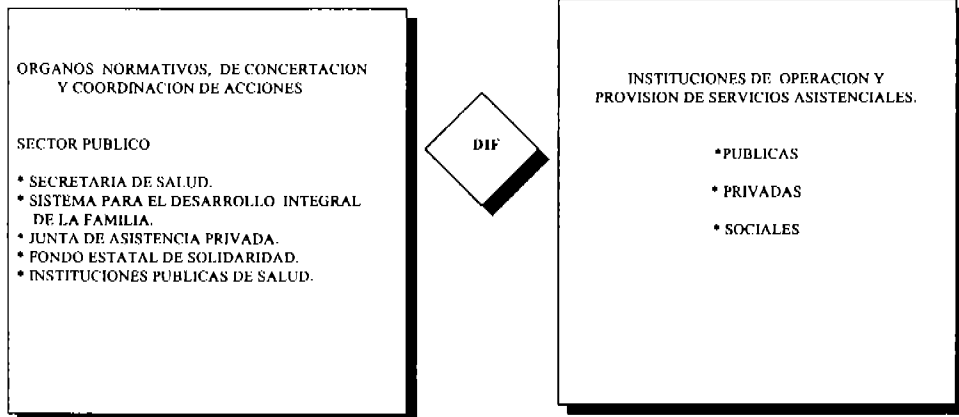 ORGANOS NORMATIVOS, DE CONCERTACION
Y COORDINACION DE ACCIONES
SECTOR PUBLICO
* SECRETARIA DE SALUD.
* SISTEMA PARA EL DESARROLLO INTEGRAL
DE LA FAMILIA.
* JUNTA DE ASISTENCIA PRIVADA.
* FONDO ESTATAL DE SOLIDARIDAD.
* INSTITUCIONES PUBLICAS DE SALUD.
DIF
INSTITUCIONES DE OPERACION Y
PROVISION DE SERVICIOS ASISTENCIALES.
*PUBLICAS
* PRIVADAS
* SOCIALES